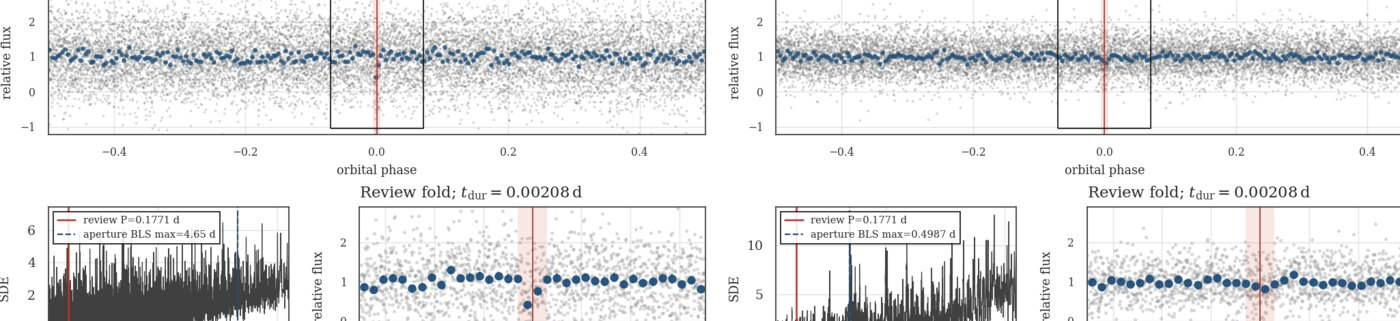 relative flux
2
1
0
−1
−0.4
−0.2
0.0
0.2
0.4
orbital phase
relative flux
2
1
0
−1
−0.4
−0.2
0.0
0.2
0.4
orbital phase
Review fold; t_dur = 0.00208 d
Review fold; t_dur = 0.00208 d
SDE
6
4
2
review P=0.1771 d
aperture BLS max=4.65 d
relative flux
2
1
0
SDE
10
5
review P=0.1771 d
aperture BLS max=0.4987 d
relative flux
2
1
0